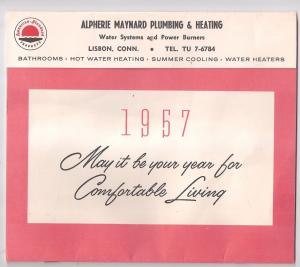 ALPHERIE MAYNARD PLUMBING & HEATING
Water Systems and Power Burners
LISBON, CONN. • TEL. TU 7-6784
BATHROOMS · HOT WATER HEATING · SUMMER COOLING · WATER HEATERS
1957
May it be your year for
Comfortable Living